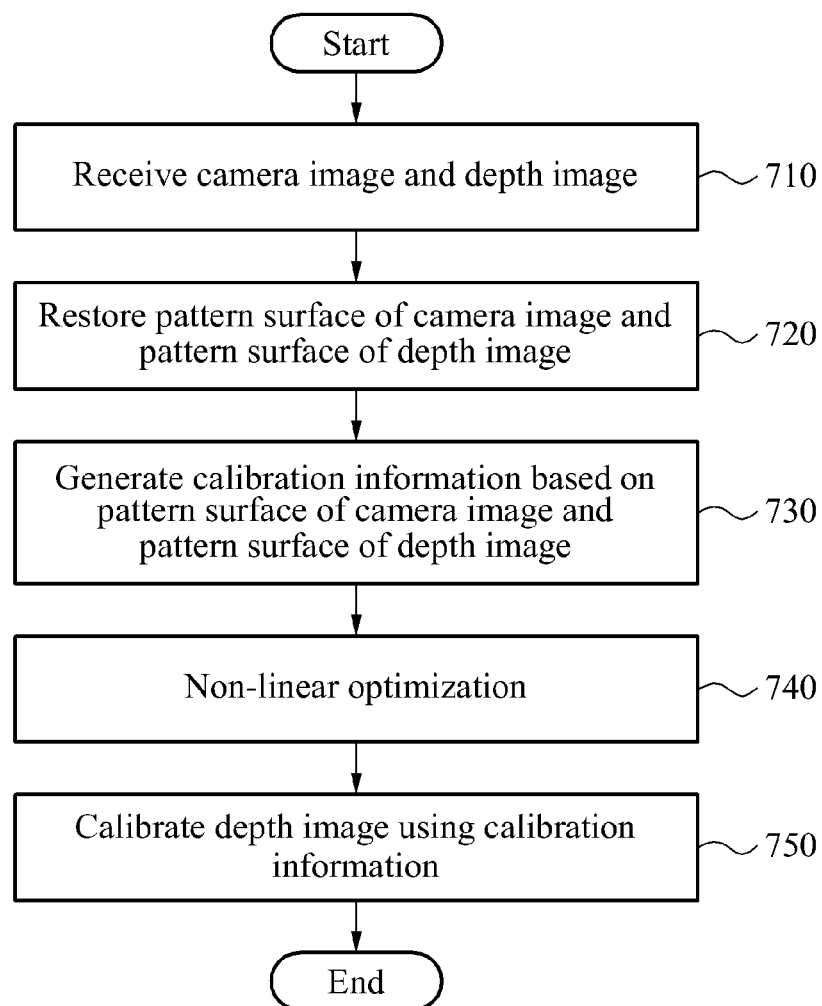 Start
Receive camera image and depth image
710
Restore pattern surface of camera image and
pattern surface of depth image
720
Generate calibration information based on
pattern surface of camera image and
pattern surface of depth image
730
Non-linear optimization
740
Calibrate depth image using calibration
information
750
End